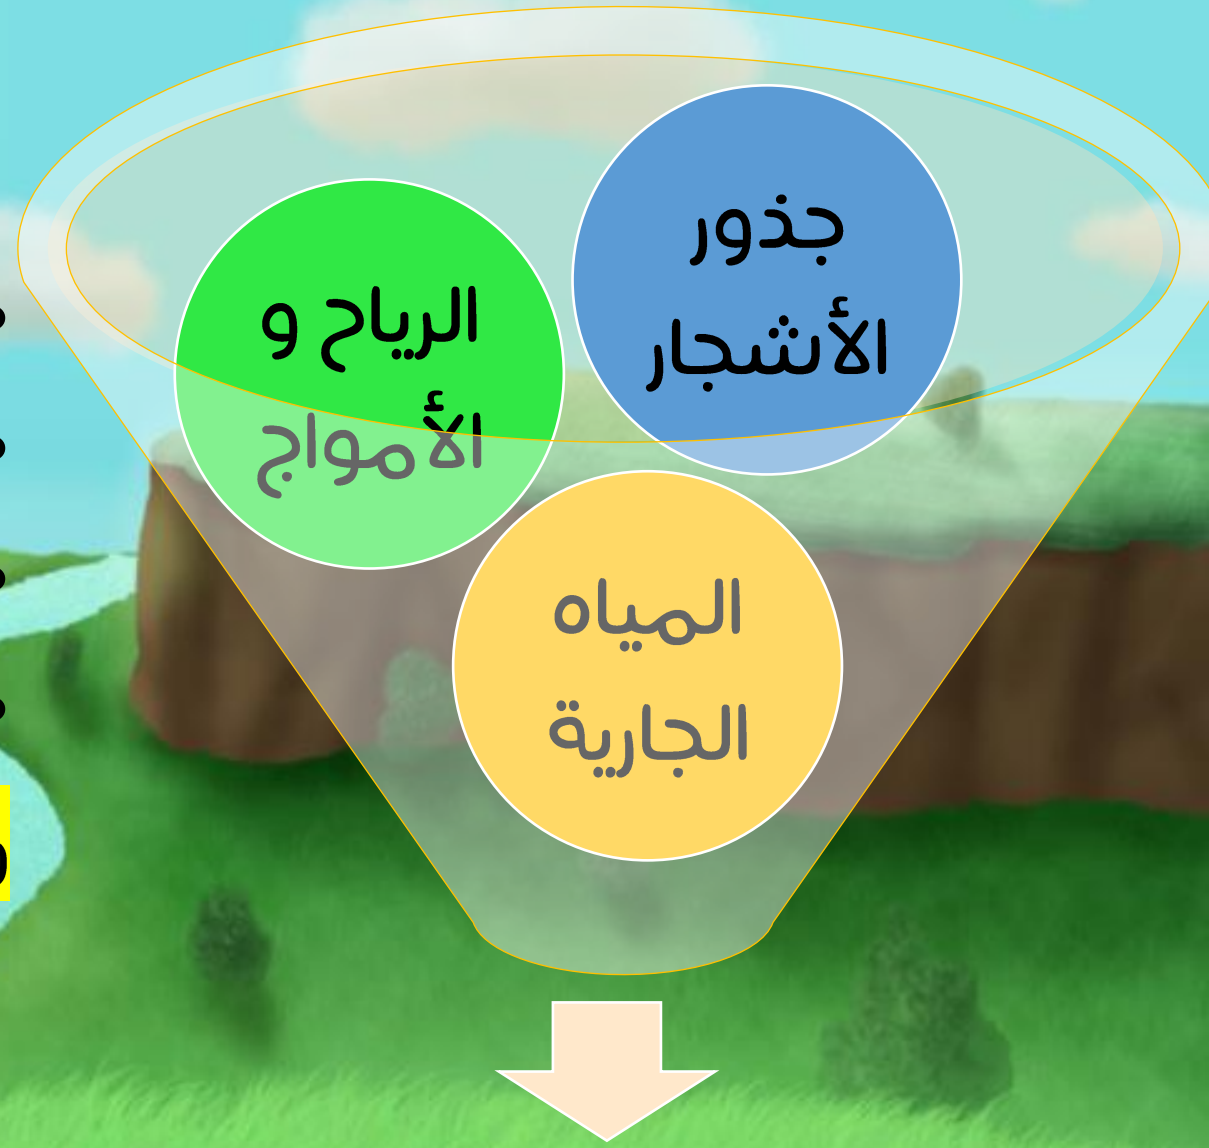 جذور
الأشجار
الرياح و
الأمواج
المياه
الجارية